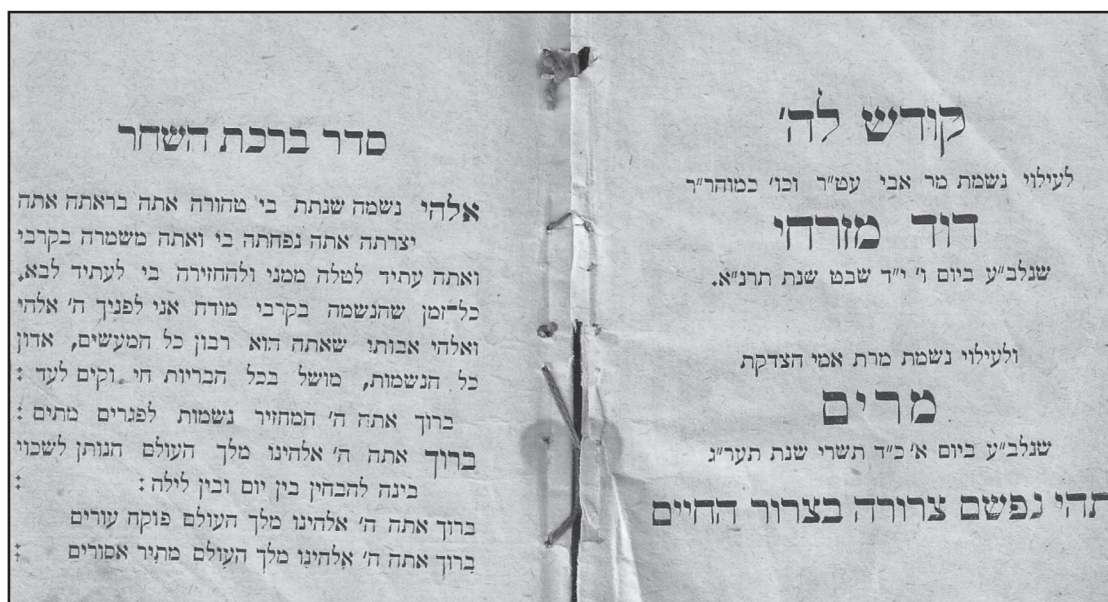 קודש לה'
לעילוי נשמת מר אבי עט"ר וכו' כמוהר"ר
דוד מזרחי
שנלב"ע ביום ו' י"ד שבט שנת תרנ"א.
ולעילוי נשמת מרת אמי הצדקת
מרים
שנלב"ע ביום א' כ"ד תשרי שנת תער"ג
תהי נפשם צרורה בצרור החיים
סדר ברכת השחר
אלהי נשמה שנתת בי טהורה אתה בראתה אתה
יצרתה אתה נפחתה בי ואתה משמרה בקרבי
ואתה עתיד לטלה ממני ולהחזירה בי לעתיד לבא.
כל־זמן שהנשמה בקרבי מודח אני לפניך ה' אלהי
ואלהי אבותי שאתה הוא רבון כל המעשים, אדון
כל הנשמות, מושל בכל הבריות חי וקים לעד :
ברוך אתה ה' המחזיר נשמות לפגרים מתים :
ברוך אתה ה' אלהינו מלך העולם הנותן לשכוי
בינה להבחין בין יום ובין לילה :
ברוך אתה ה' אלהינו מלך העולם פוקח עורים :
ברוך אתה ה' אלהינו מלך העולם מתיר אסורים :